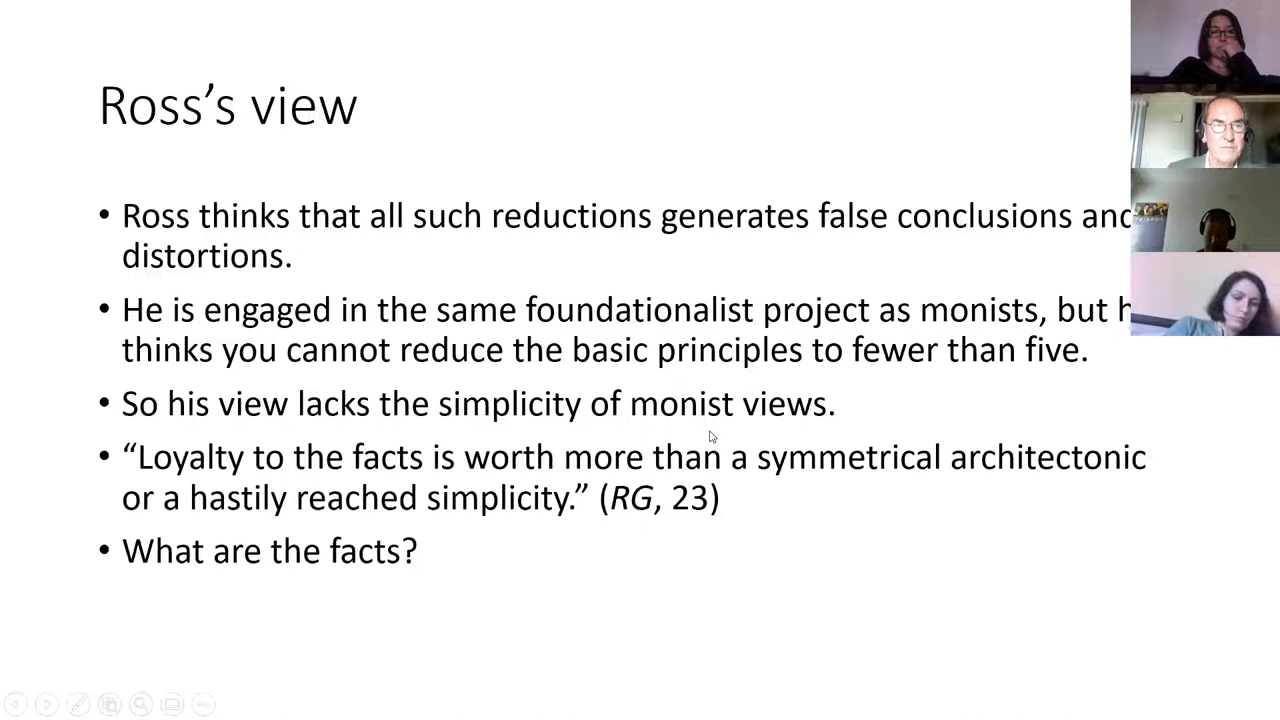 Ross’s view
• Ross thinks that all such reductions generates false conclusions and
distortions.
• He is engaged in the same foundationalist project as monists, but
thinks you cannot reduce the basic principles to fewer than five.
• So his view lacks the simplicity of monist views.
• “Loyalty to the facts is worth more than a symmetrical architectonic
or a hastily reached simplicity.” (RG, 23)
• What are the facts?